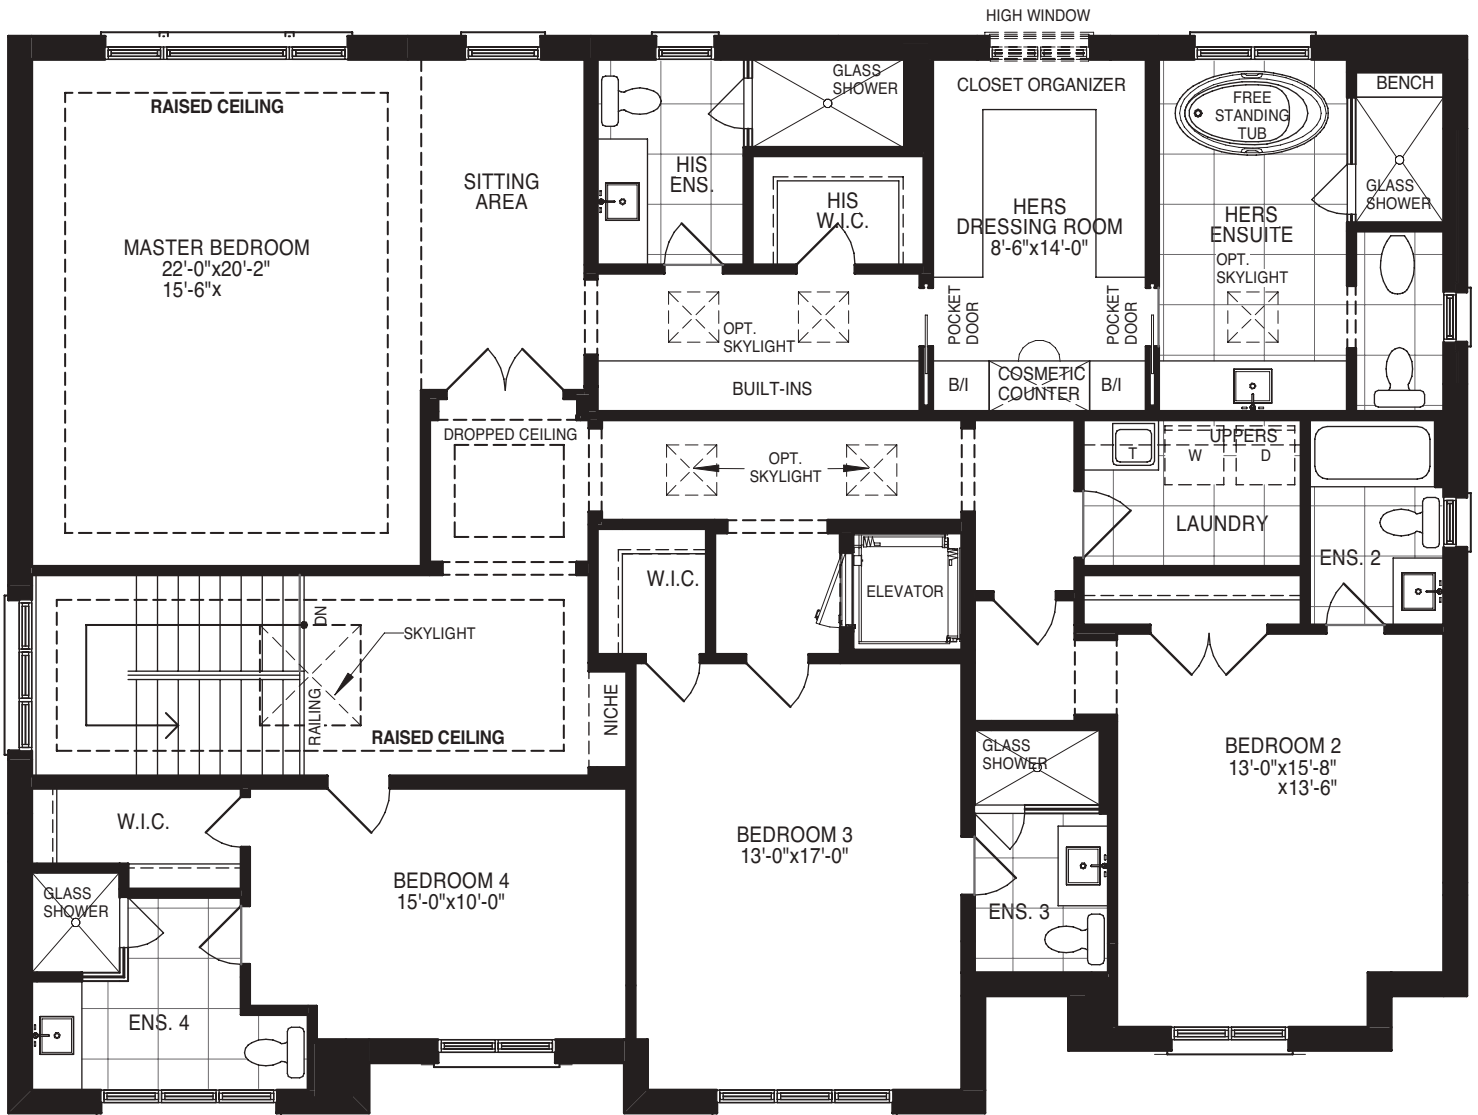 HIGH WINDOW
RAISED CEILING
SITTING
AREA
MASTER BEDROOM
22'-0"x20'-2"
15'-6"x
HIS
ENS.
GLASS
SHOWER
HIS
W.I.C.
CLOSET ORGANIZER
HERS
DRESSING ROOM
8'-6"x14'-0"
FREE
STANDING
TUB
BENCH
GLASS
SHOWER
HERS
ENSUITE
OPT.
SKYLIGHT
OPT.
SKYLIGHT
POCKET
DOOR
POCKET
DOOR
BUILT-INS
B/I
COSMETIC
COUNTER
B/I
DROPPED CEILING
OPT.
SKYLIGHT
UPPERS
T
W
D
LAUNDRY
ENS. 2
W.I.C.
ELEVATOR
DN
SKYLIGHT
RAILING
RAISED CEILING
NICHE
GLASS
SHOWER
BEDROOM 2
13'-0"x15'-8"
x13'-6"
W.I.C.
BEDROOM 3
13'-0"x17'-0"
BEDROOM 4
15'-0"x10'-0"
GLASS
SHOWER
ENS. 3
ENS. 4